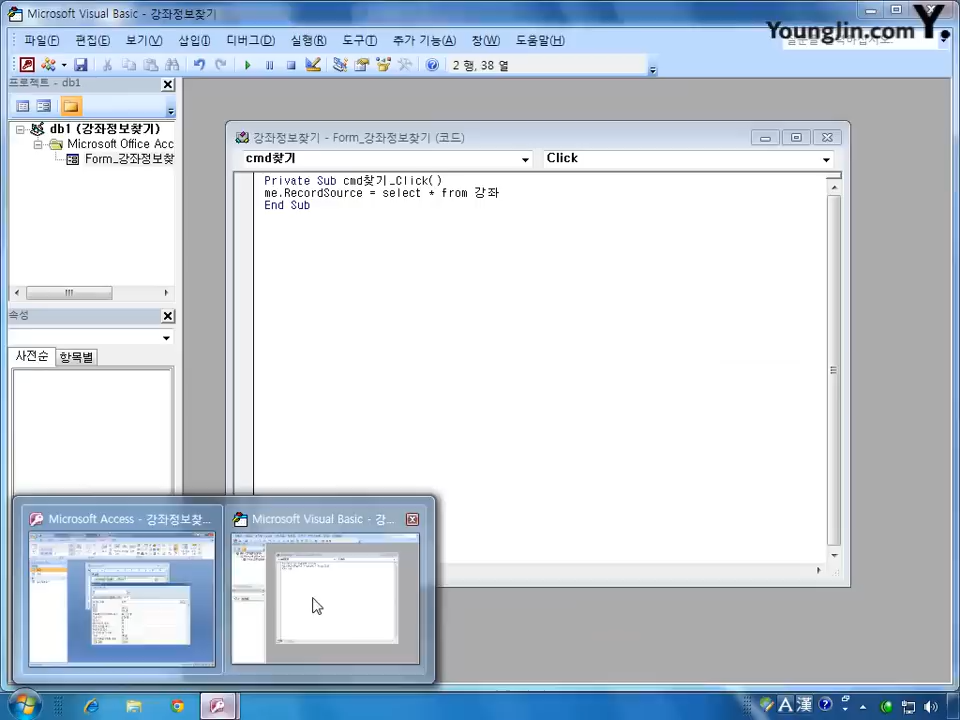 Microsoft Visual Basic - 강좌정보찾기
YoungJin.com Y.
파일(F) 편집(E) 보기(V) 삽입(I) 디버그(D) 실행(R) 도구(T) 추가 기능(A) 창(W) 도움말(H)
2 행, 38 열
프로젝트 - db1
db1 (강좌정보찾기)
Microsoft Office Acc
Form_강좌정보찾
속성
사전순 항목별
강좌정보찾기 - Form_강좌정보찾기 (코드)
cmd찾기 Click
Private Sub cmd찾기_Click()
me.RecordSource = select * from 강좌
End Sub
Microsoft Access - 강좌정보찾...
Microsoft Visual Basic - 강...
A 漢